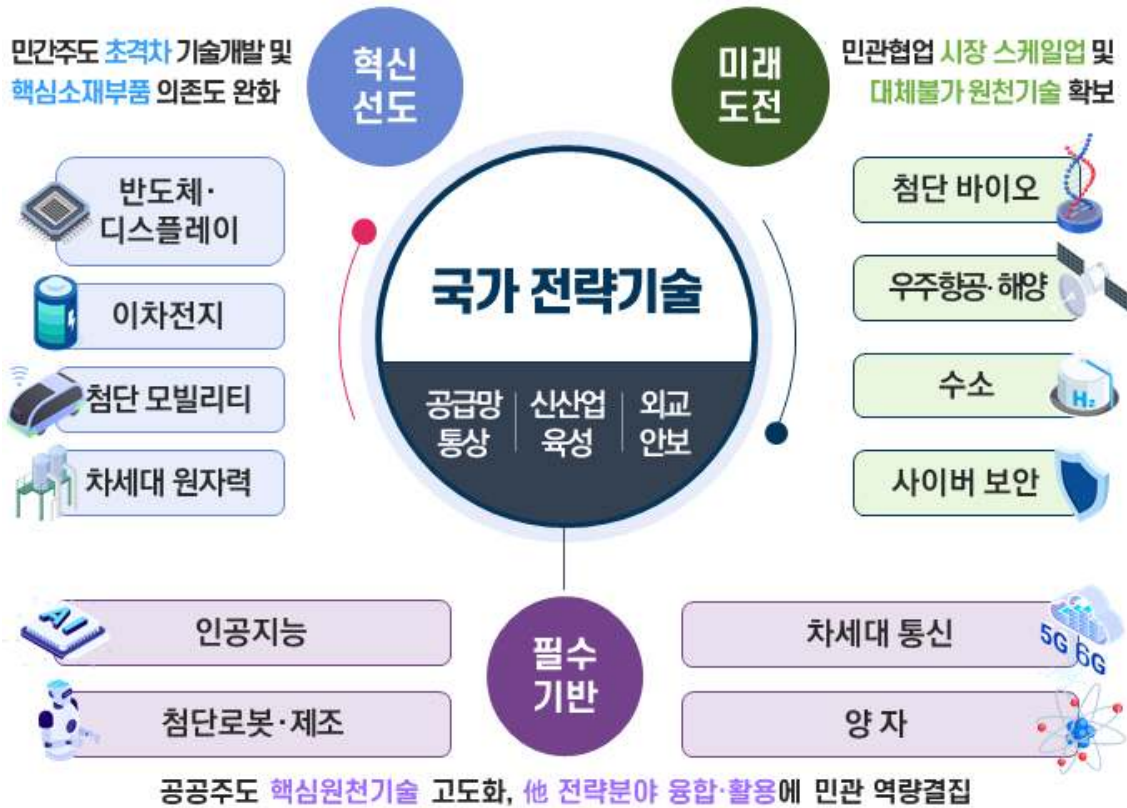 혁신
선도
민간주도 초격차 기술개발 및
핵심소재부품 의존도 완화
반도체·
디스플레이
이차전지
첨단 모빌리티
차세대 원자력
미래
도전
민관협업 시장 스케일업 및
대체불가 원천기술 확보
첨단 바이오
우주항공·해양
수소
H₂
사이버 보안
국가 전략기술
공급망
통상
신산업
육성
외교
안보
필수
기반
AI
인공지능
첨단로봇·제조
차세대 통신
5G 6G
양 자
공공주도 핵심원천기술 고도화, 他 전략분야 융합·활용에 민관 역량결집